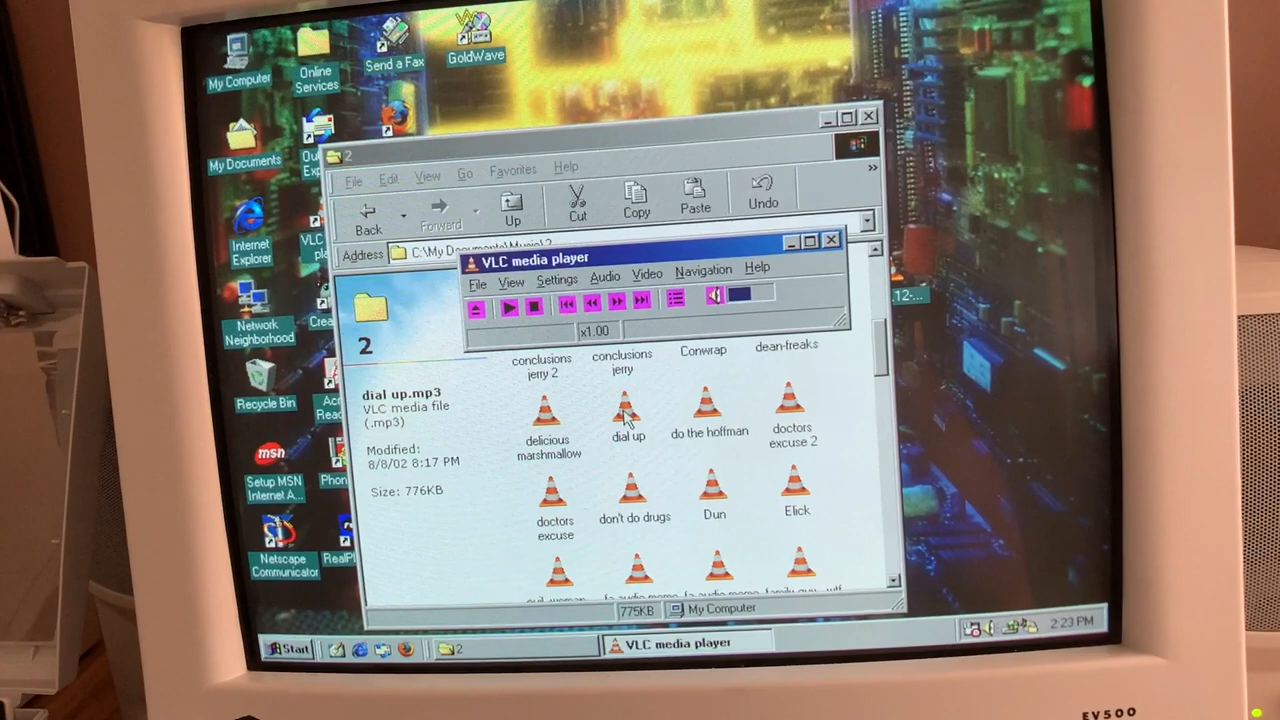 My Computer
Online
Services
Send a Fax
GoldWave
My Documents
Internet
Explorer
Network
Neighborhood
Recycle Bin
msn
Setup MSN
Internet A...
Netscape
Communicator
2
File Edit View Go Favorites Help
Back
Forward
Up
Cut
Copy
Paste
Undo
Address
VLC media player
File View Settings Audio Video Navigation Help
x1.00
2
dial up.mp3
VLC media file
(.mp3)
Modified:
8/8/02 8:17 PM
Size: 776KB
conclusions
jerry 2
conclusions
jerry
Conwrap
dean-freaks
delicious
marshmallow
dial up
do the hoffman
doctors
excuse 2
doctors
excuse
don't do drugs
Dun
Elick
775KB
My Computer
Start
2
VLC media player
2:23 PM
EV500